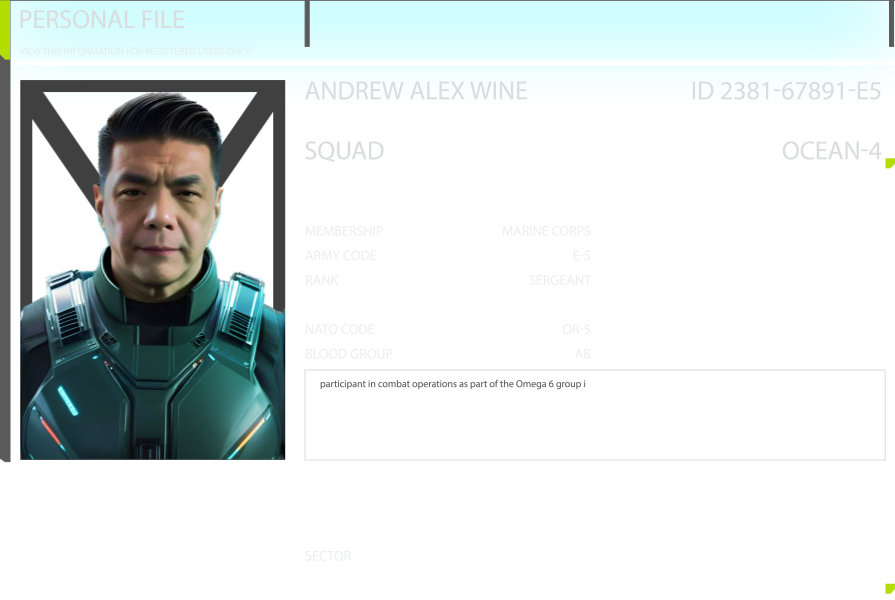 PERSONAL FILE
VIEW THIS INFORMATION FOR REGISTERED USERS ONLY
ANDREW ALEX WINE ID 2381-67891-E5
SQUAD OCEAN-4
MEMBERSHIP MARINE CORPS
ARMY CODE E-5
RANK SERGEANT
NATO CODE OR-5
BLOOD GROUP AB
participant in combat operations as part of the Omega 6 group i
SECTOR